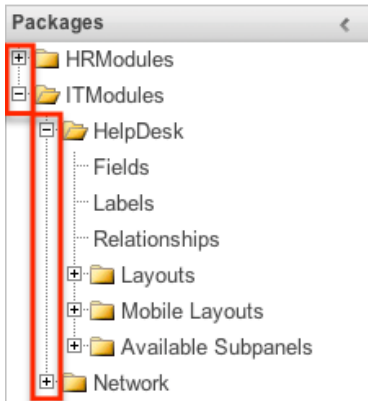 Packages
HRModules
ITModules
HelpDesk
Fields
Labels
Relationships
Layouts
Mobile Layouts
Available Subpanels
Network